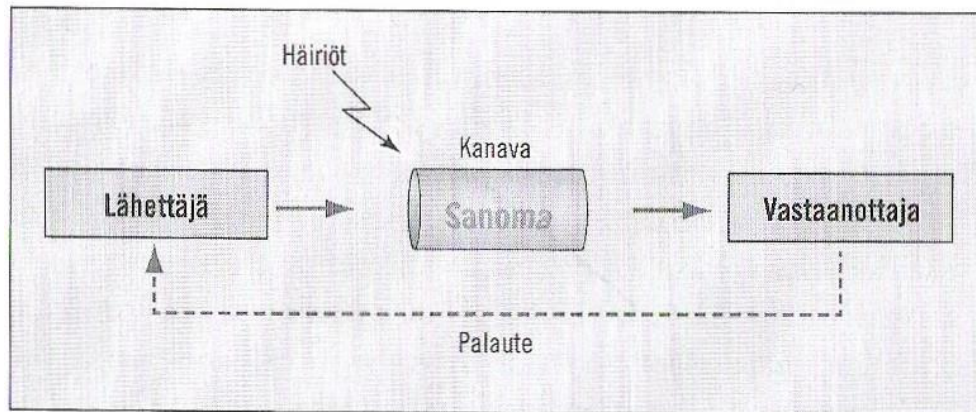 Häiriöt
Kanava
Lähettäjä
Sanoma
Vastaanottaja
Palaute